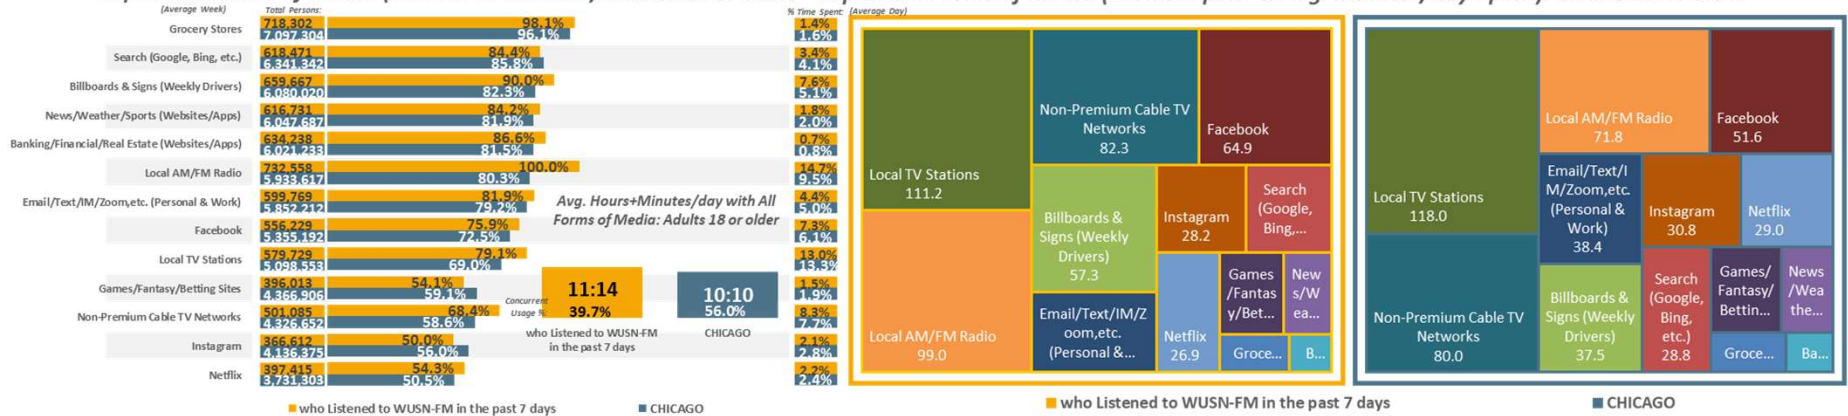 (Average Week)
Total Persons:
% Time Spent:
(Average Day)
Grocery Stores
718,302
98.1%
1.4%
7,097,304
96.1%
1.6%
Search (Google, Bing, etc.)
618,471
84.4%
3.4%
6,341,342
85.8%
4.1%
Billboards & Signs (Weekly Drivers)
659,667
90.0%
7.6%
6,080,020
82.3%
5.1%
News/Weather/Sports (Websites/Apps)
616,731
84.2%
1.8%
6,047,687
81.9%
2.0%
Banking/Financial/Real Estate (Websites/Apps)
634,238
86.6%
0.7%
6,021,233
81.5%
0.8%
Local AM/FM Radio
732,558
100.0%
14.7%
5,933,617
80.3%
9.5%
Email/Text/IM/Zoom,etc. (Personal & Work)
599,769
81.9%
4.4%
5,852,212
79.2%
5.0%
Facebook
556,229
75.9%
7.3%
5,355,192
72.5%
6.1%
Local TV Stations
579,729
79.1%
13.0%
5,098,553
69.0%
13.3%
Games/Fantasy/Betting Sites
396,013
54.1%
1.5%
4,366,906
59.1%
1.9%
Non-Premium Cable TV Networks
501,085
68.4%
8.3%
4,326,652
58.6%
7.7%
Instagram
366,612
50.0%
2.1%
4,136,375
56.0%
2.8%
Netflix
397,415
54.3%
2.2%
3,731,303
50.5%
2.4%
Avg. Hours+Minutes/day with All
Forms of Media: Adults 18 or older
Concurrent
Usage %:
11:14
39.7%
10:10
56.0%
who Listened to WUSN-FM
in the past 7 days
CHICAGO
who Listened to WUSN-FM in the past 7 days
CHICAGO
Local TV Stations
111.2
Local AM/FM Radio
99.0
Non-Premium Cable TV
Networks
82.3
Facebook
64.9
Billboards &
Signs (Weekly
Drivers)
57.3
Email/Text/IM/Z
oom,etc.
(Personal &...
Instagram
28.2
Search
(Google,
Bing,...
Netflix
26.9
Games
/Fantas
y/Bet...
New
s/W
ea...
Groce...
B...
who Listened to WUSN-FM in the past 7 days
Local TV Stations
118.0
Non-Premium Cable TV
Networks
80.0
Local AM/FM Radio
71.8
Facebook
51.6
Email/Text/I
M/Zoom,etc.
(Personal &
Work)
38.4
Billboards &
Signs (Weekly
Drivers)
37.5
Instagram
30.8
Netflix
29.0
Search
(Google,
Bing,
etc.)
28.8
Games/
Fantasy/
Bettin...
News
/Wea
the...
Groce...
Ba...
CHICAGO